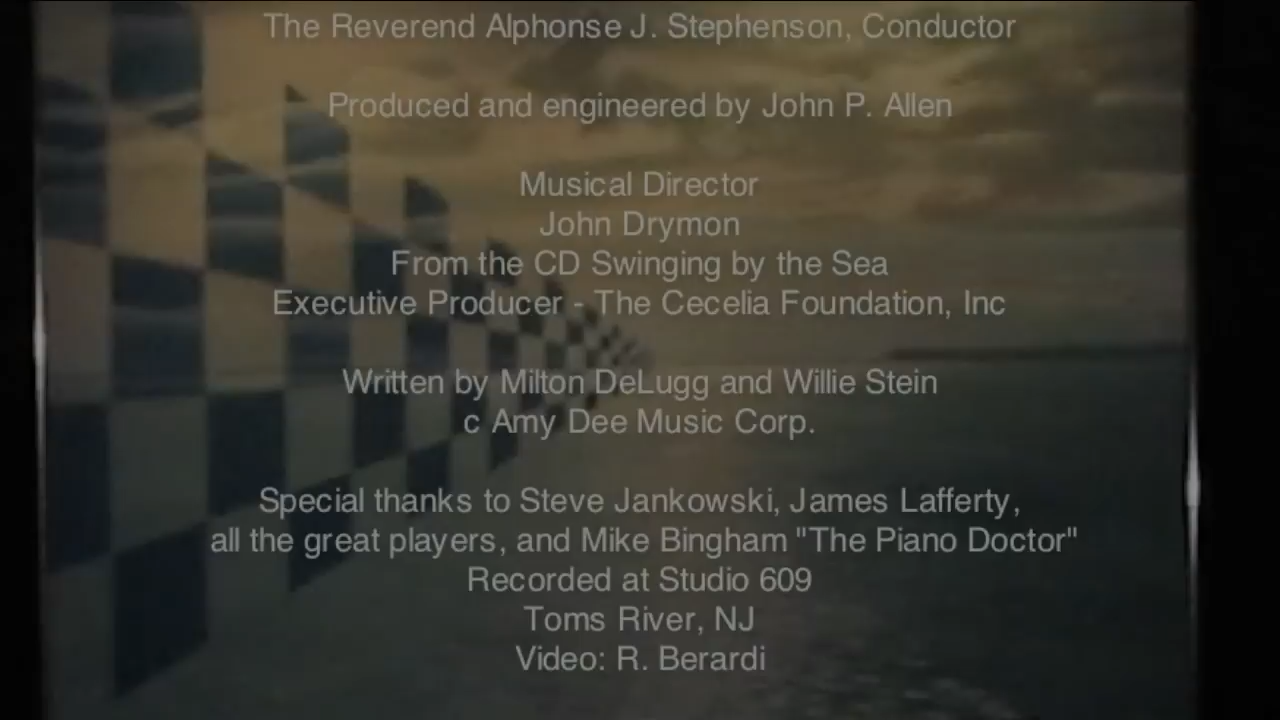 The Reverend Alphonse J. Stephenson, Conductor
Produced and engineered by John P. Allen
Musical Director
John Drymon
From the CD Swinging by the Sea
Executive Producer - The Cecelia Foundation, Inc
Written by Milton DeLugg and Willie Stein
c Amy Dee Music Corp.
Special thanks to Steve Jankowski, James Lafferty,
all the great players, and Mike Bingham "The Piano Doctor"
Recorded at Studio 609
Toms River, NJ
Video: R. Berardi